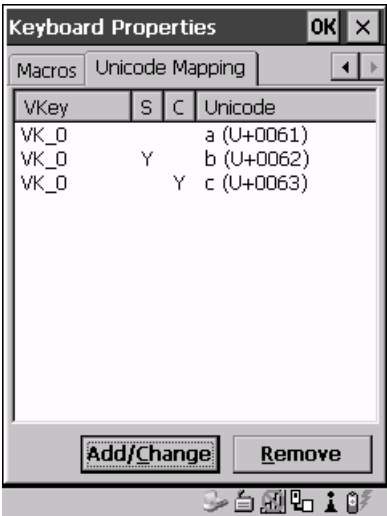 Keyboard Properties OK ×
Macros Unicode Mapping
VKey S C Unicode
VK_0 a (U+0061)
VK_0 Y b (U+0062)
VK_0 Y c (U+0063)
Add/Change Remove